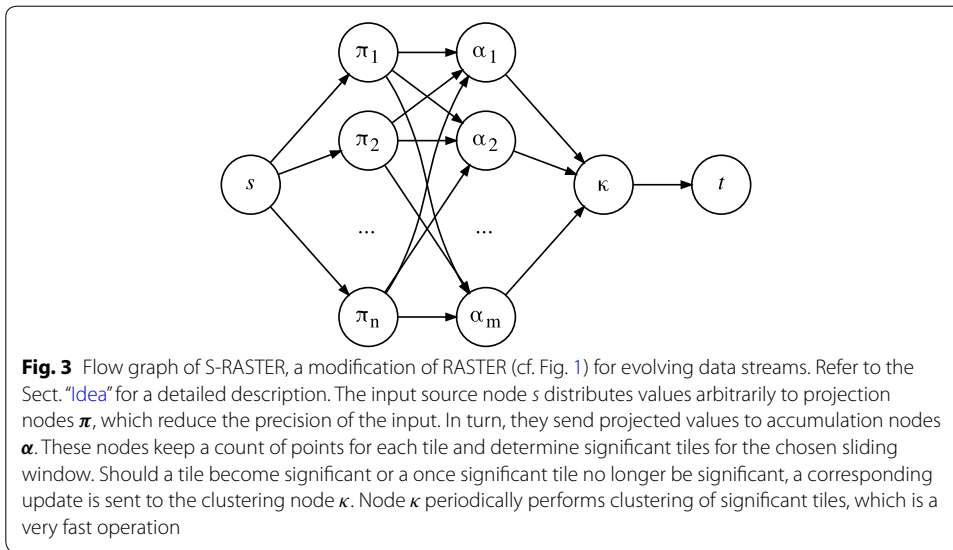 π1 α1
π2 α2
s κ t
... ...
πn αm
Fig. 3 Flow graph of S-RASTER, a modification of RASTER (cf. Fig. 1) for evolving data streams. Refer to the
Sect. “Idea” for a detailed description. The input source node s distributes values arbitrarily to projection
nodes π, which reduce the precision of the input. In turn, they send projected values to accumulation nodes
α. These nodes keep a count of points for each tile and determine significant tiles for the chosen sliding
window. Should a tile become significant or a once significant tile no longer be significant, a corresponding
update is sent to the clustering node κ. Node κ periodically performs clustering of significant tiles, which is a
very fast operation